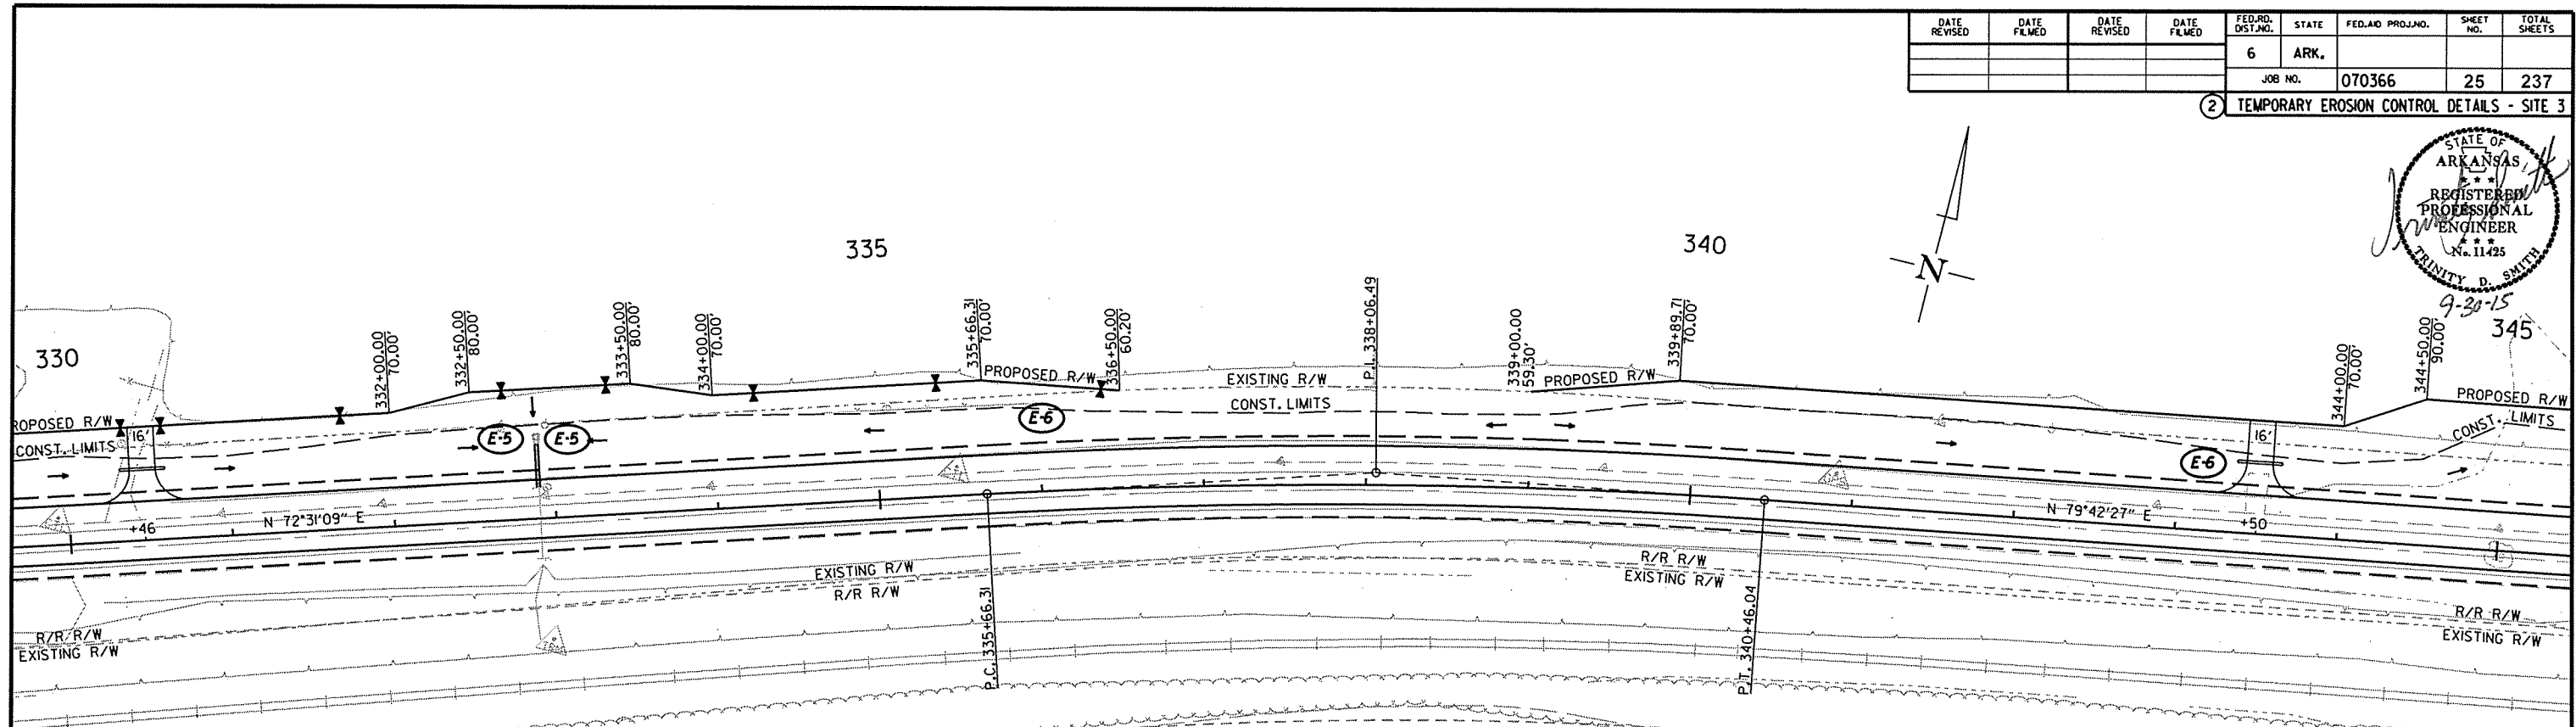 DATE REVISED
DATE FILMED
DATE REVISED
DATE FILMED
FED.RD. DIST.NO.
STATE
FED.AID PROJ.NO.
SHEET NO.
TOTAL SHEETS
6
ARK.
JOB NO.
070366
25
237
2
TEMPORARY EROSION CONTROL DETAILS - SITE 3
STATE OF
ARKANSAS
★ ★ ★
REGISTERED
PROFESSIONAL
ENGINEER
★ ★ ★
No. 11425
TRINITY D. SMITH
9-30-15
N
330
335
340
345
332+00.00
70.00'
332+50.00
80.00'
333+50.00
80.00'
334+00.00
70.00'
335+66.31
70.00'
336+50.00
60.20'
P.I. 338+06.49
339+00.00
59.30'
339+89.71
70.00'
344+00.00
70.00'
344+50.00
90.00'
ROPOSED R/W
CONST. LIMITS
16'
E-5
E-5
PROPOSED R/W
E-6
EXISTING R/W
CONST. LIMITS
PROPOSED R/W
16'
E-6
PROPOSED R/W
CONST. LIMITS
+46
N 72°31'09" E
N 79°42'27" E
+50
EXISTING R/W
R/R R/W
R/R R/W
EXISTING R/W
R/R R/W
EXISTING R/W
R/R R/W
EXISTING R/W
P.C. 335+66.31
P.T. 340+46.04